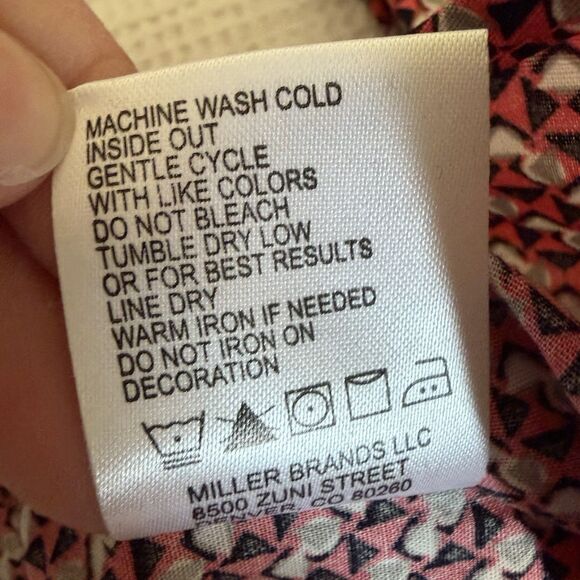 MACHINE WASH COLD
INSIDE OUT
GENTLE CYCLE
WITH LIKE COLORS
DO NOT BLEACH
TUMBLE DRY LOW
OR FOR BEST RESULTS
LINE DRY
WARM IRON IF NEEDED
DO NOT IRON ON
DECORATION
MILLER BRANDS LLC
8500 ZUNI STREET
DENVER, CO 80260